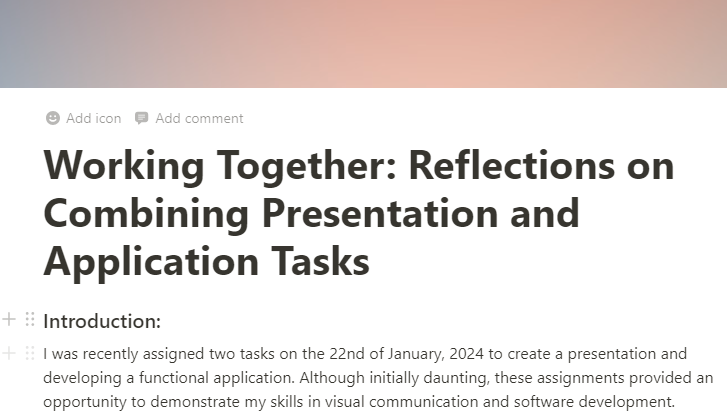 Add icon Add comment
Working Together: Reflections on
Combining Presentation and
Application Tasks
Introduction:
I was recently assigned two tasks on the 22nd of January, 2024 to create a presentation and
developing a functional application. Although initially daunting, these assignments provided an
opportunity to demonstrate my skills in visual communication and software development.